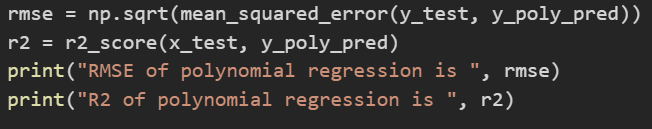 rmse = np.sqrt(mean_squared_error(y_test, y_poly_pred))
r2 = r2_score(x_test, y_poly_pred)
print("RMSE of polynomial regression is ", rmse)
print("R2 of polynomial regression is ", r2)